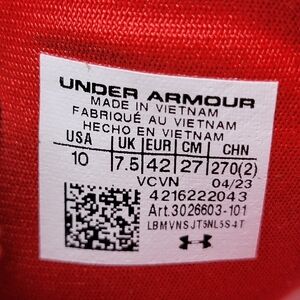 UNDER ARMOUR
MADE IN VIETNAM
FABRIQUÉ AU VIETNAM
HECHO EN VIETNAM
USA UK EUR CM CHN
10 7.5 42 27 270(2)
VCVN 04/23
4216222043
Art.3026603-101
LBMVNSJT5NL5S4T